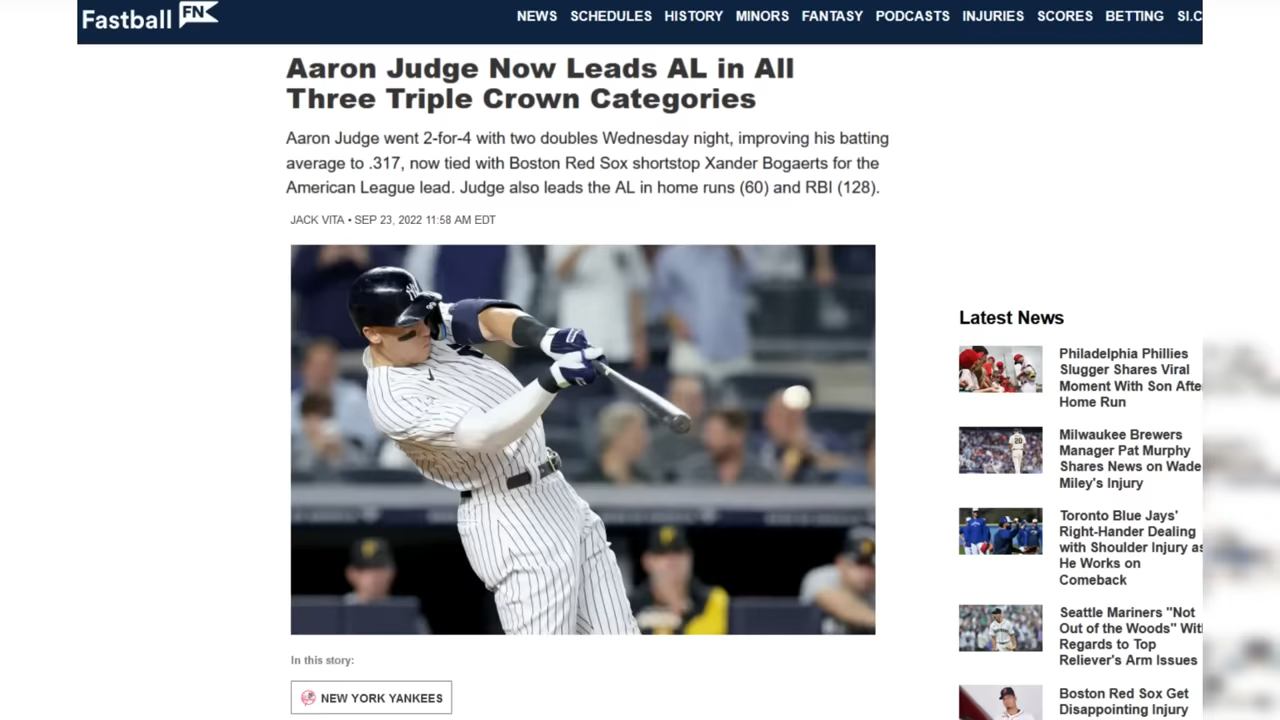 Fastball FN
NEWS SCHEDULES HISTORY MINORS FANTASY PODCASTS INJURIES SCORES BETTING SI.C
Aaron Judge Now Leads AL in All
Three Triple Crown Categories
Aaron Judge went 2-for-4 with two doubles Wednesday night, improving his batting
average to .317, now tied with Boston Red Sox shortstop Xander Bogaerts for the
American League lead. Judge also leads the AL in home runs (60) and RBI (128).
JACK VITA • SEP 23, 2022 11:58 AM EDT
In this story:
NEW YORK YANKEES
Latest News
Philadelphia Phillies
Slugger Shares Viral
Moment With Son Afte
Home Run
Milwaukee Brewers
Manager Pat Murphy
Shares News on Wade
Miley's Injury
Toronto Blue Jays'
Right-Hander Dealing
with Shoulder Injury as
He Works on
Comeback
Seattle Mariners "Not
Out of the Woods" Wit
Regards to Top
Reliever's Arm Issues
Boston Red Sox Get
Disappointing Injury